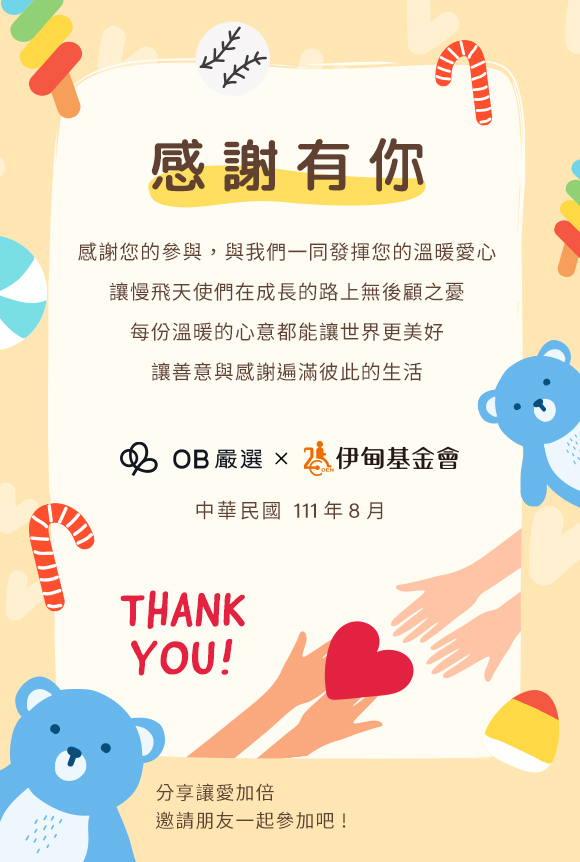 感謝有你
感謝您的參與，與我們一同發揮您的溫暖愛心
讓慢飛天使們在成長的路上無後顧之憂
每份溫暖的心意都能讓世界更美好
讓善意與感謝遍滿彼此的生活
OB嚴選 × 伊甸基金會
中華民國 111 年 8 月
THANK
YOU!
分享讓愛加倍
邀請朋友一起參加吧！